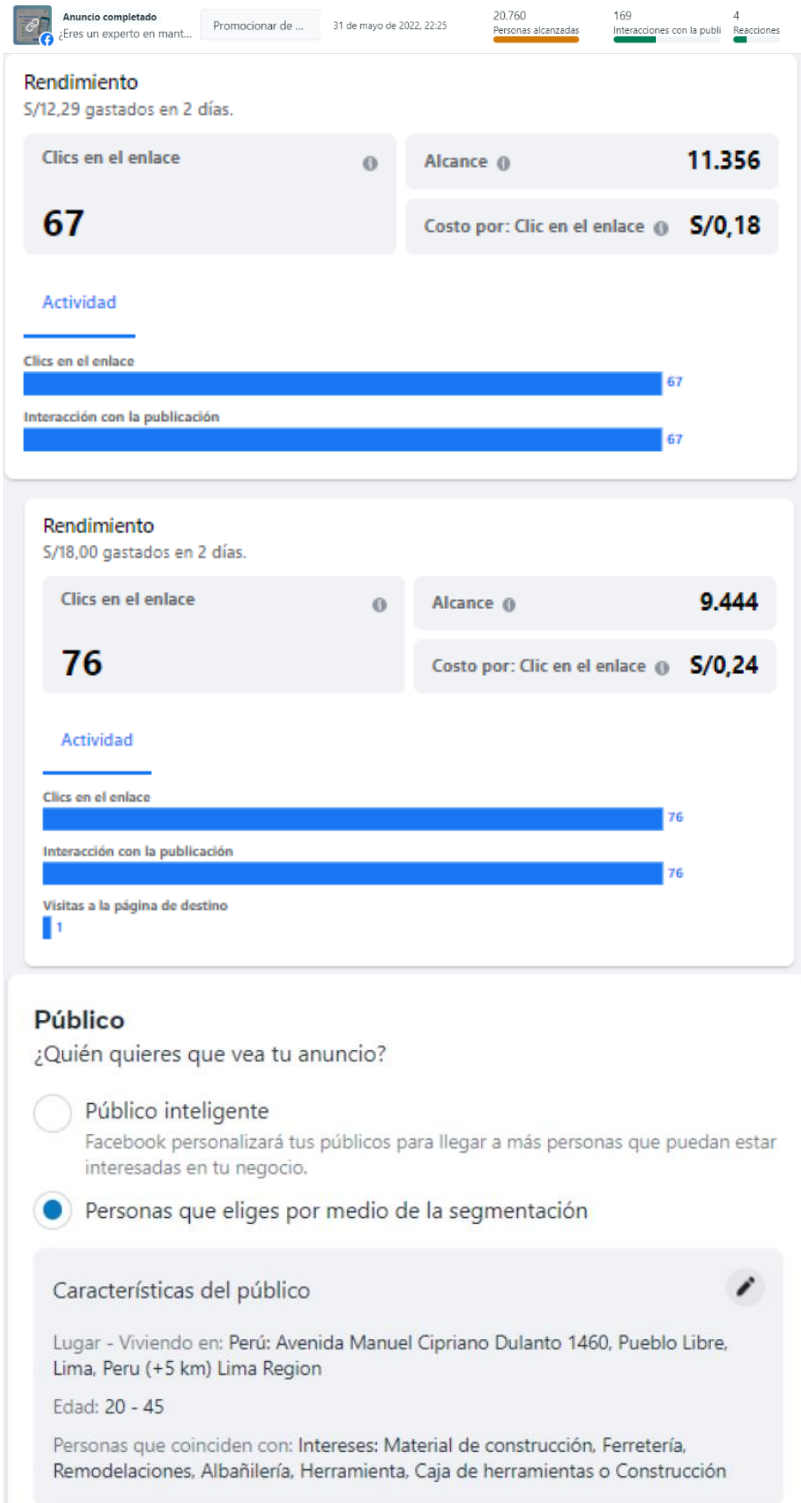 Anuncio completado
¿Eres un experto en mant...
Promocionar de ...
31 de mayo de 2022, 22:25
20.760
Personas alcanzadas
169
Interacciones con la publi
4
Reacciones
Rendimiento
S/12,29 gastados en 2 días.
Clics en el enlace
67
Alcance
11.356
Costo por: Clic en el enlace
S/0,18
Actividad
Clics en el enlace
67
Interacción con la publicación
67
Rendimiento
S/18,00 gastados en 2 días.
Clics en el enlace
76
Alcance
9.444
Costo por: Clic en el enlace
S/0,24
Actividad
Clics en el enlace
76
Interacción con la publicación
76
Visitas a la página de destino
1
Público
¿Quién quieres que vea tu anuncio?
Público inteligente
Facebook personalizará tus públicos para llegar a más personas que puedan estar
interesadas en tu negocio.
Personas que eliges por medio de la segmentación
Características del público
Lugar - Viviendo en: Perú: Avenida Manuel Cipriano Dulanto 1460, Pueblo Libre,
Lima, Peru (+5 km) Lima Region
Edad: 20 - 45
Personas que coinciden con: Intereses: Material de construcción, Ferretería,
Remodelaciones, Albañilería, Herramienta, Caja de herramientas o Construcción